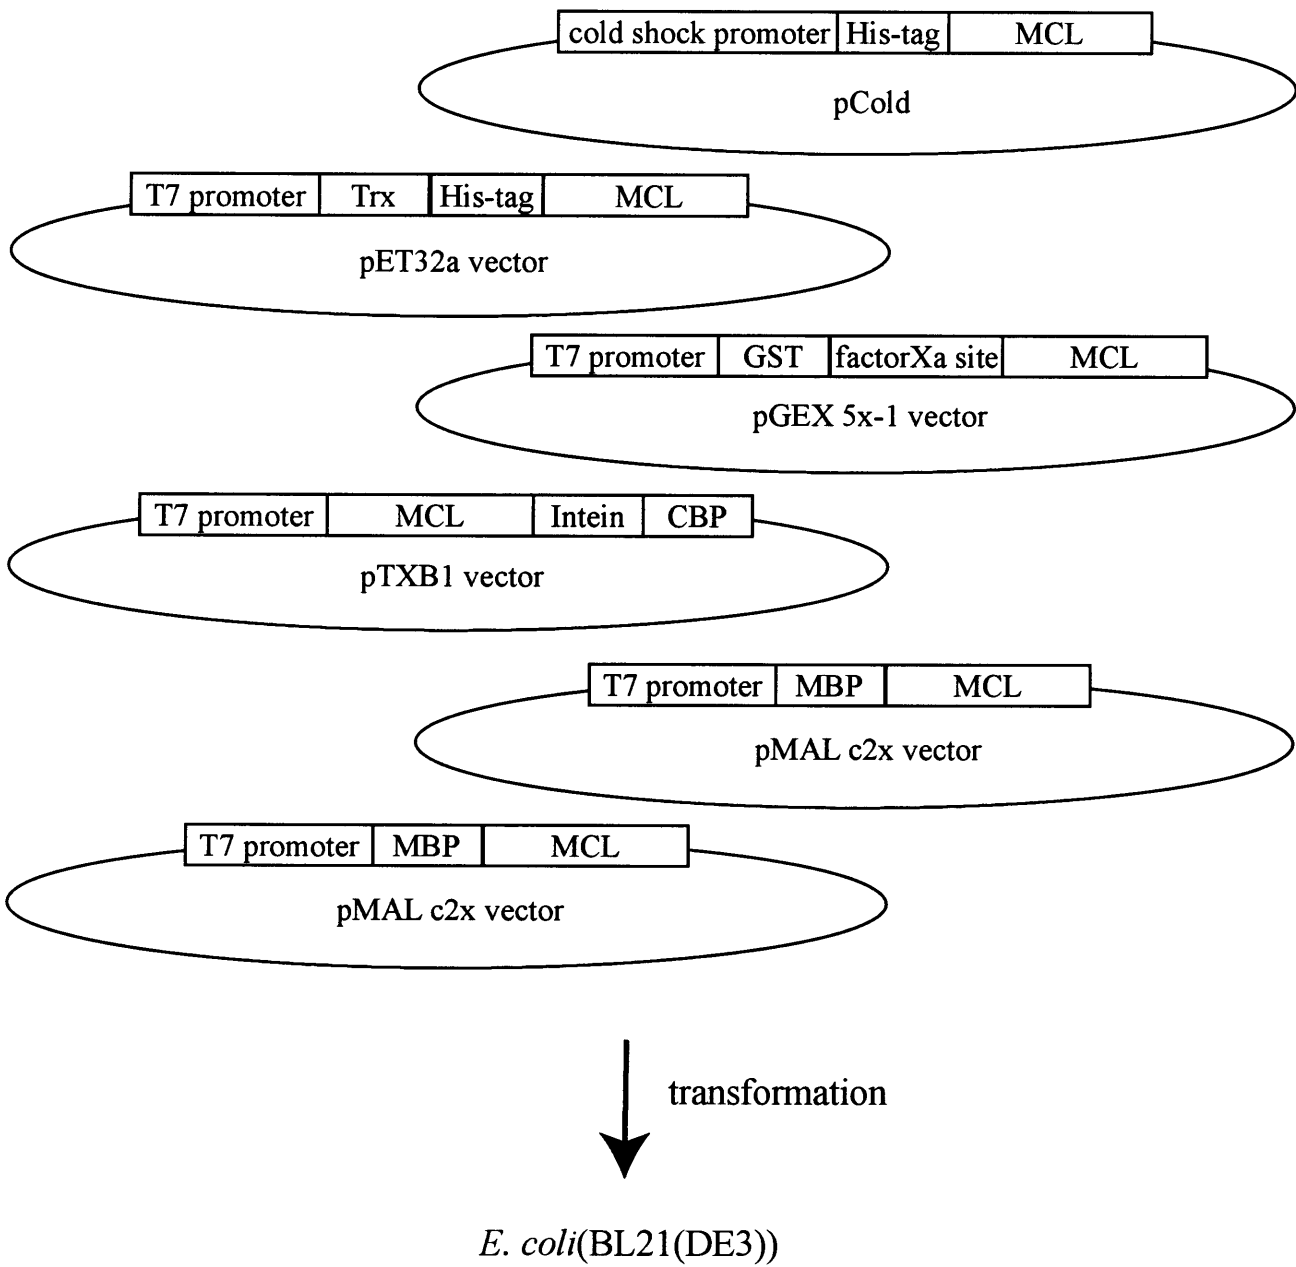 cold shock promoter His-tag MCL
pCold
T7 promoter Trx His-tag MCL
pET32a vector
T7 promoter GST factorXa site MCL
pGEX 5x-1 vector
T7 promoter MCL Intein CBP
pTXB1 vector
T7 promoter MBP MCL
pMAL c2x vector
T7 promoter MBP MCL
pMAL c2x vector
transformation
E. coli(BL21(DE3))